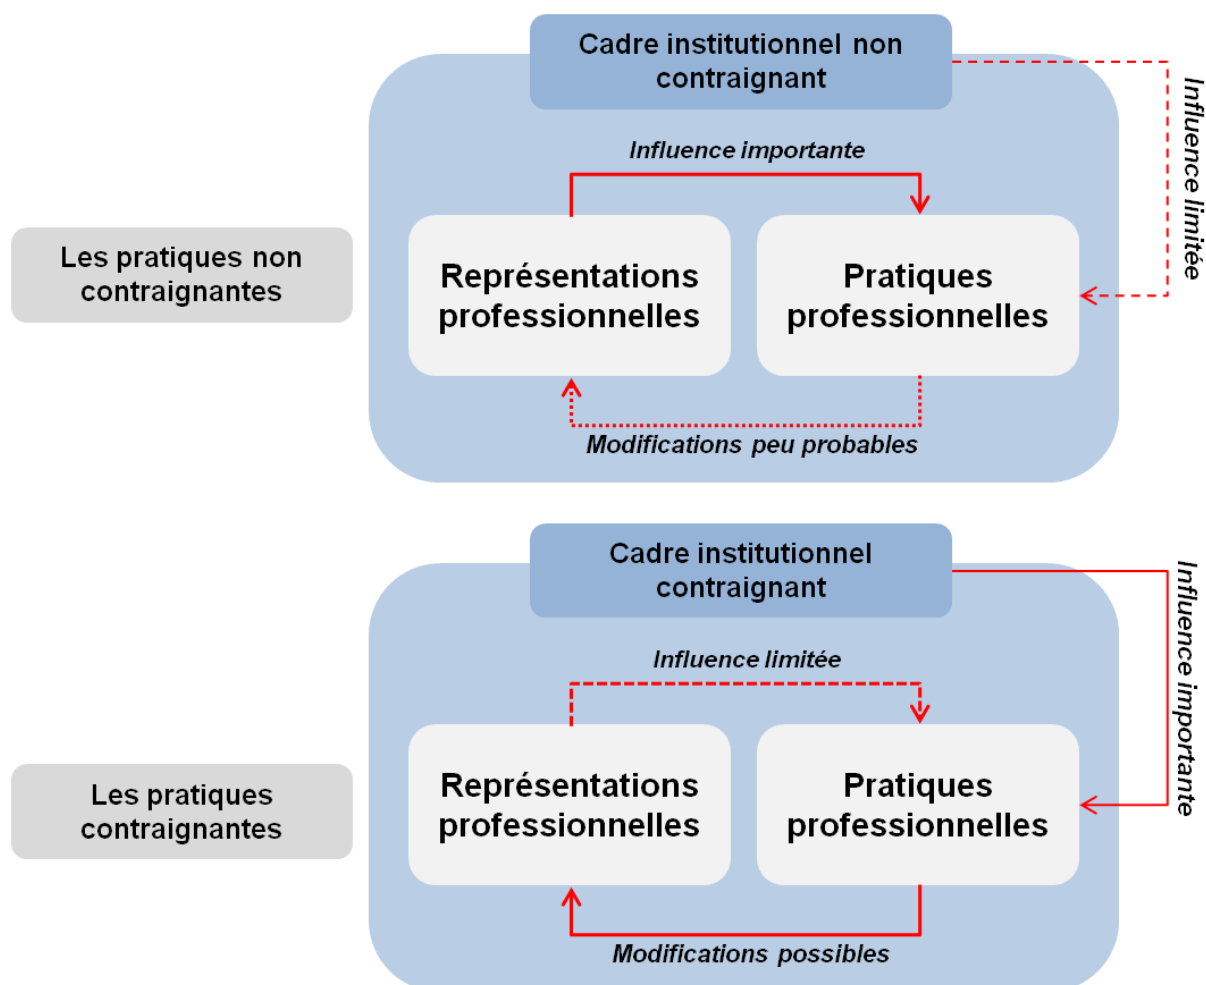 Cadre institutionnel non
contraignant
Influence limitée
Influence importante
Les pratiques non
contraignantes
Représentations
professionnelles
Pratiques
professionnelles
Modifications peu probables
Cadre institutionnel
contraignant
Influence importante
Influence limitée
Les pratiques
contraignantes
Représentations
professionnelles
Pratiques
professionnelles
Modifications possibles